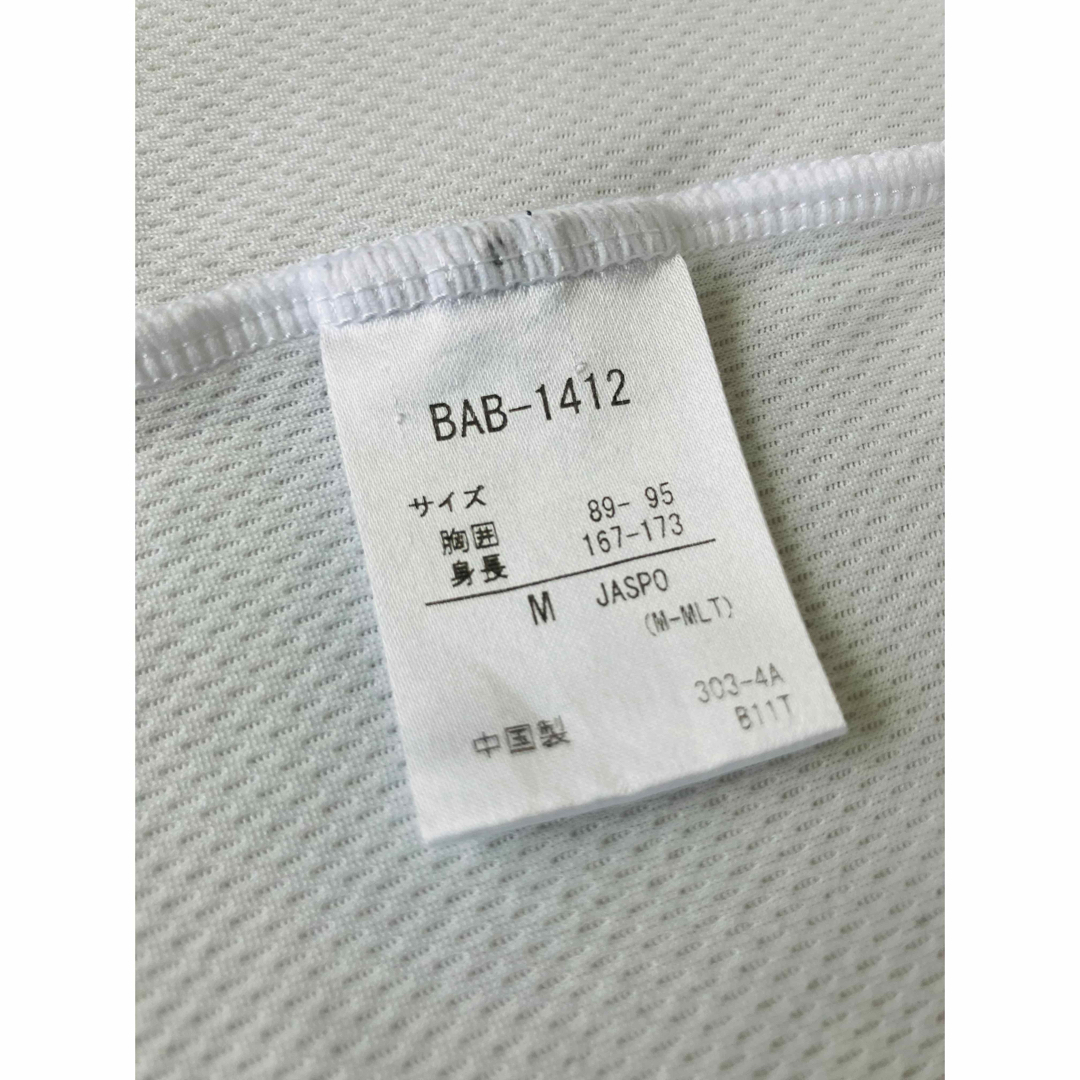 BAB-1412
サイズ
胸囲 89- 95
身長 167-173
M JASPO
(M-MLT)
303-4A
中国製 B11T